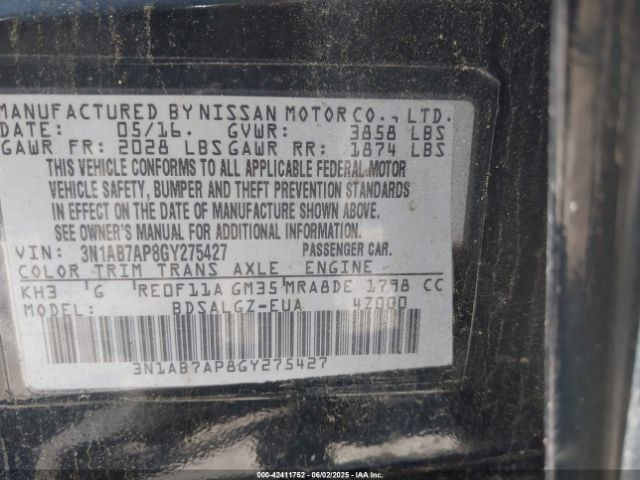 MANUFACTURED BY NISSAN MOTOR CO., LTD.
DATE: 05/16. GVWR: 3858 LBS
GAWR FR: 2028 LBS GAWR RR: 1874 LBS
THIS VEHICLE CONFORMS TO ALL APPLICABLE FEDERAL MOTOR
VEHICLE SAFETY, BUMPER AND THEFT PREVENTION STANDARDS
IN EFFECT ON THE DATE OF MANUFACTURE SHOWN ABOVE.
SEE OWNER'S MANUAL FOR ADDITIONAL INFORMATION.
VIN: 3N1AB7AP8GY275427 PASSENGER CAR.
COLOR TRIM TRANS AXLE ENGINE
KH3 G RE0F11A GM35 MRA8DE 1798 CC
MODEL: BDSALGZ-EUA 4Z000
3N1AB7AP8GY275427
000-42411752 - 06/02/2025 - IAAI.COM